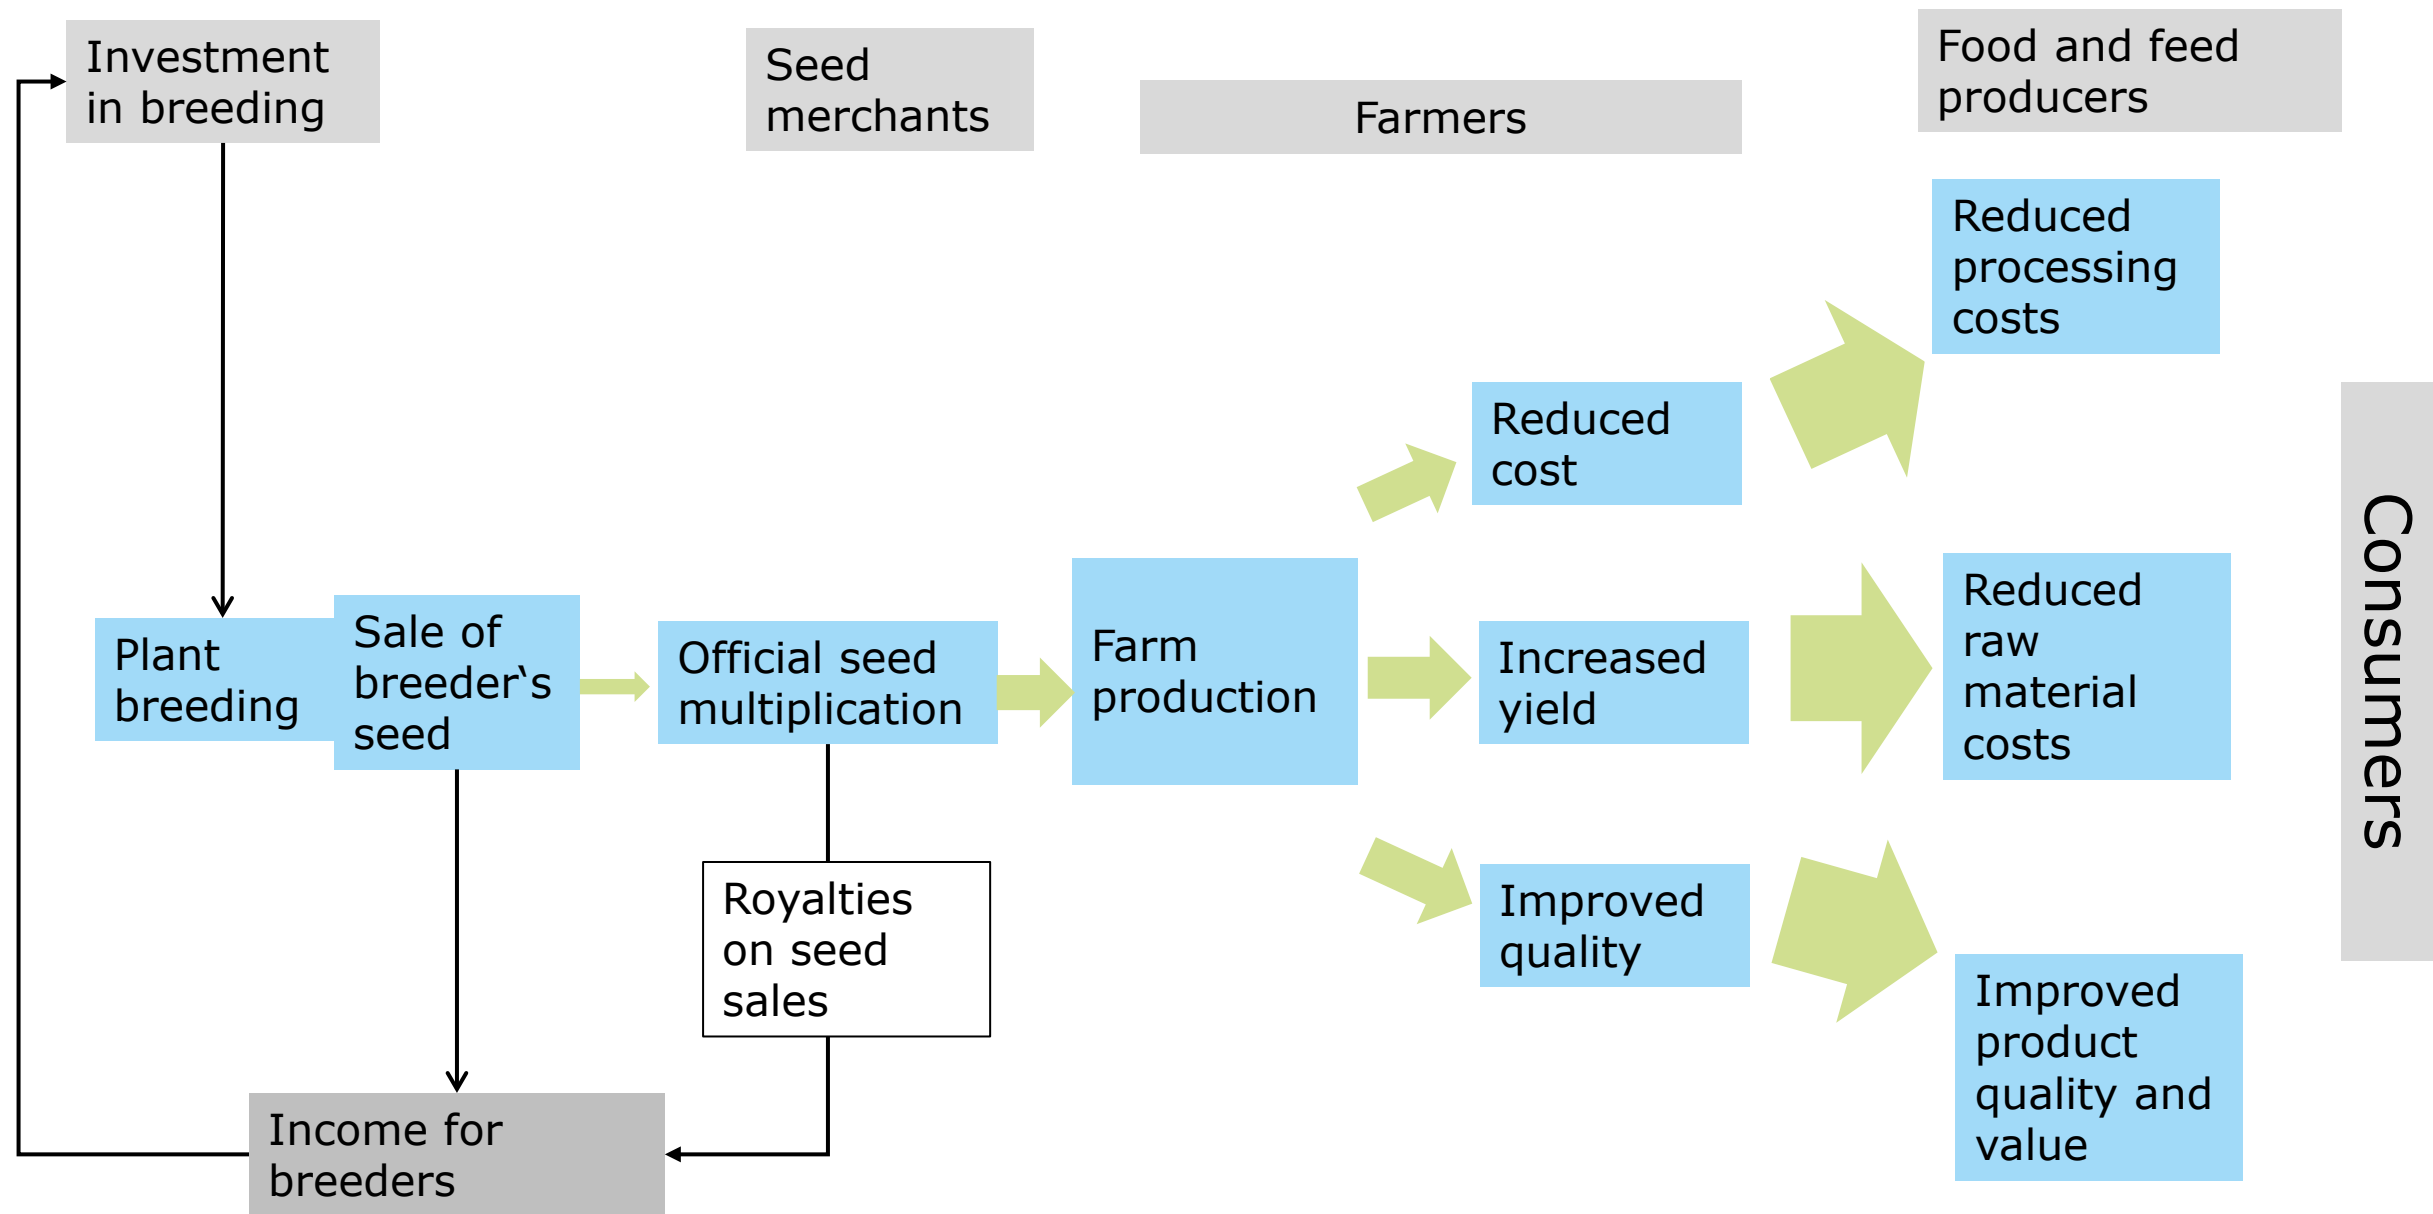 Investment
in breeding
Seed
merchants
Farmers
Food and feed
producers
Reduced
processing
costs
Reduced
cost
Plant
breeding
Sale of
breeder‘s
seed
Official seed
multiplication
Farm
production
Increased
yield
Reduced
raw
material
costs
Consumers
Royalties
on seed
sales
Improved
quality
Improved
product
quality and
value
Income for
breeders